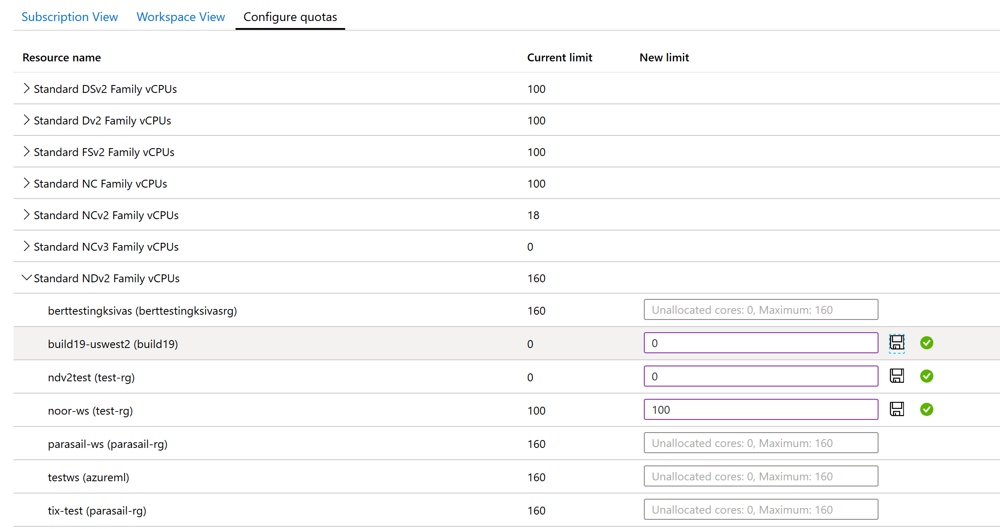 Subscription View Workspace View Configure quotas
Resource name Current limit New limit
Standard DSv2 Family vCPUs 100
Standard Dv2 Family vCPUs 100
Standard FSv2 Family vCPUs 100
Standard NC Family vCPUs 100
Standard NCv2 Family vCPUs 18
Standard NCv3 Family vCPUs 0
Standard NDv2 Family vCPUs 160
berttestingksivas (berttestingksivasrg) 160 Unallocated cores: 0, Maximum: 160
build19-uswest2 (build19) 0 0
ndv2test (test-rg) 0 0
noor-ws (test-rg) 100 100
parasail-ws (parasail-rg) 160 Unallocated cores: 0, Maximum: 160
testws (azureml) 160 Unallocated cores: 0, Maximum: 160
tix-test (parasail-rg) 160 Unallocated cores: 0, Maximum: 160